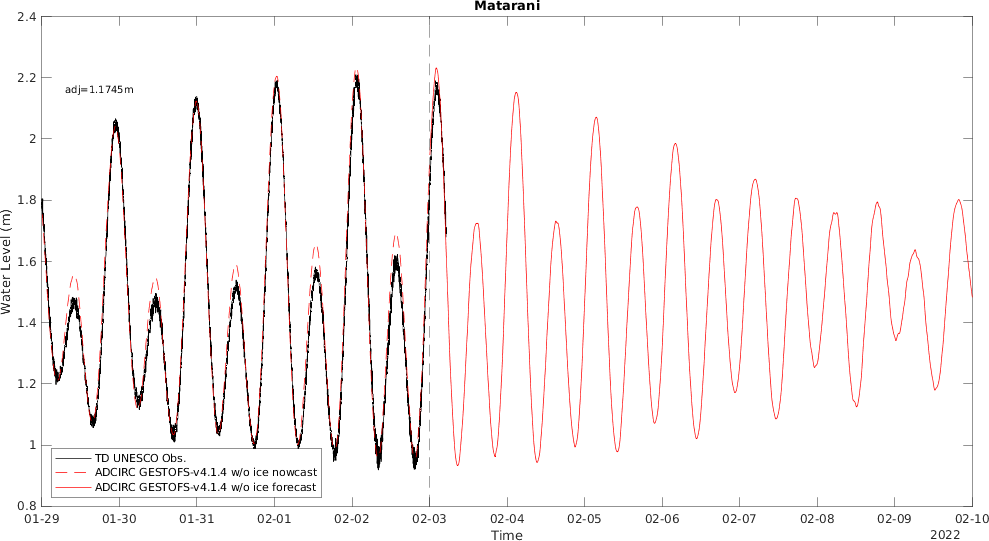 Matarani
2.4
2.2
2
1.8
1.6
1.4
1.2
1
0.8
Water Level (m)
adj=1.1745m
TD UNESCO Obs.
ADCIRC GESTOFS-v4.1.4 w/o ice nowcast
ADCIRC GESTOFS-v4.1.4 w/o ice forecast
01-29 01-30 01-31 02-01 02-02 02-03 02-04 02-05 02-06 02-07 02-08 02-09 02-10
Time
2022